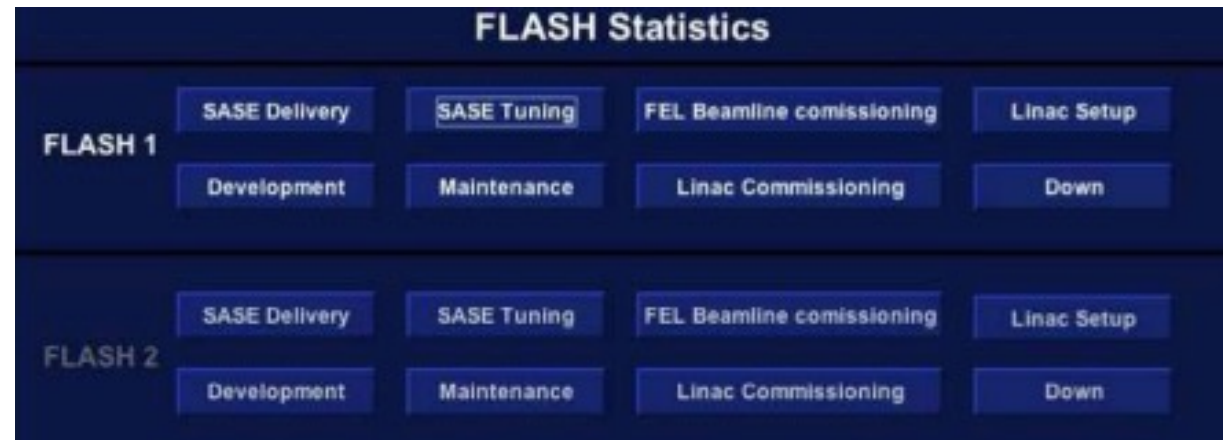 FLASH Statistics
SASE Delivery SASE Tuning FEL Beamline comissioning Linac Setup
FLASH 1
Development Maintenance Linac Commissioning Down
SASE Delivery SASE Tuning FEL Beamline comissioning Linac Setup
FLASH 2
Development Maintenance Linac Commissioning Down